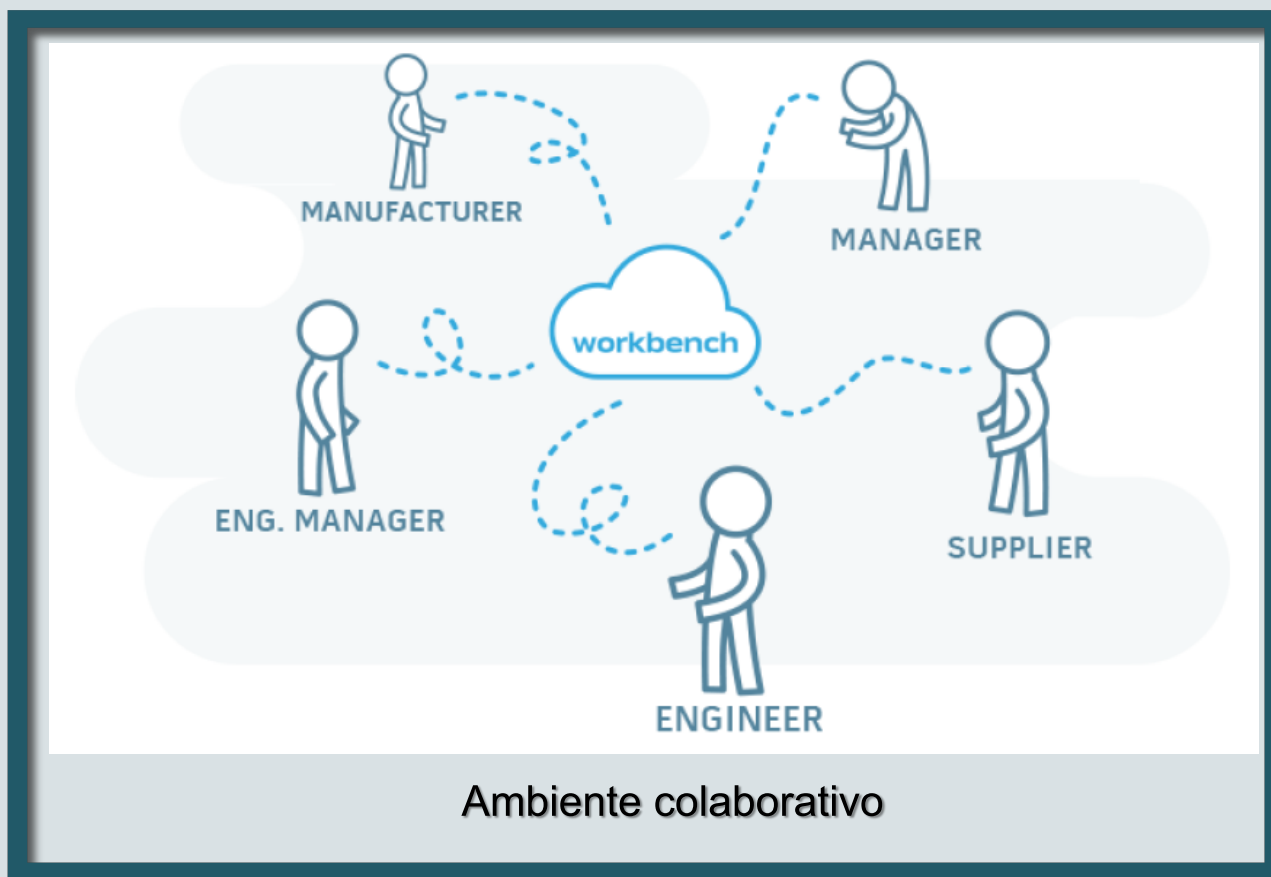 MANUFACTURER
MANAGER
workbench
ENG. MANAGER
SUPPLIER
ENGINEER
Ambiente colaborativo